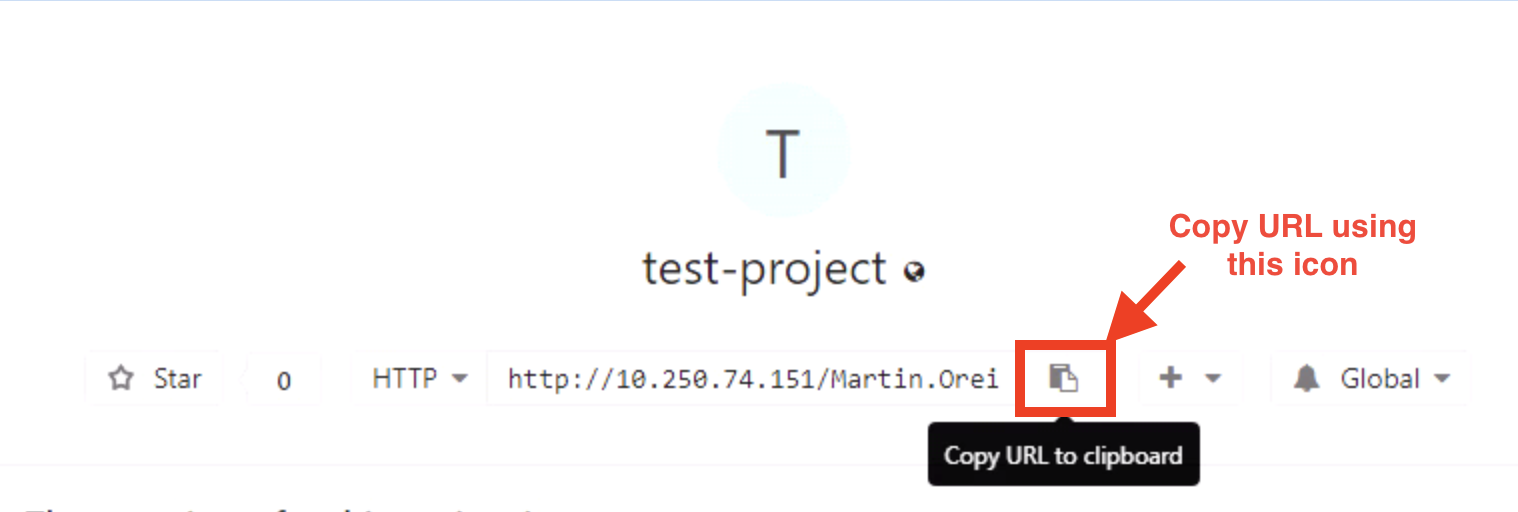 T
Copy URL using
this icon
test-project
Star
0
HTTP
http://10.250.74.151/Martin.Orei
Global
Copy URL to clipboard